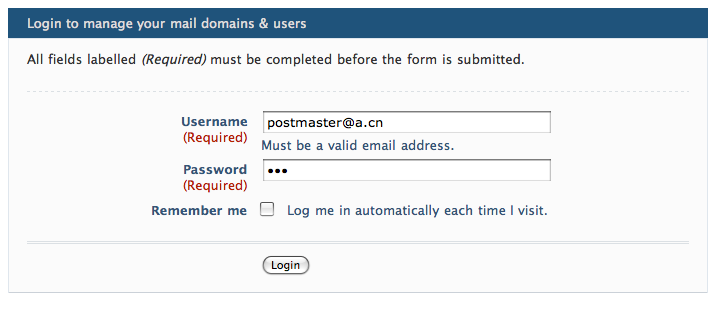 Login to manage your mail domains & users
All fields labelled (Required) must be completed before the form is submitted.
Username
(Required)
postmaster@a.cn
Must be a valid email address.
Password
(Required)
•••
Remember me
Log me in automatically each time I visit.
Login